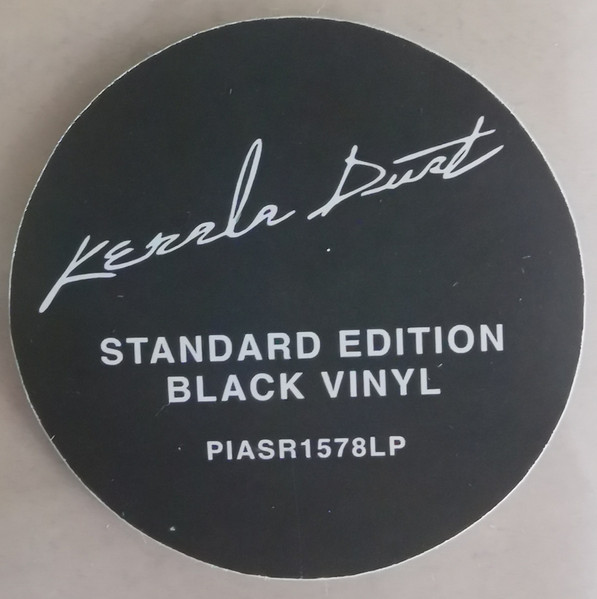 Kerala Dust
STANDARD EDITION
BLACK VINYL
PIASR1578LP